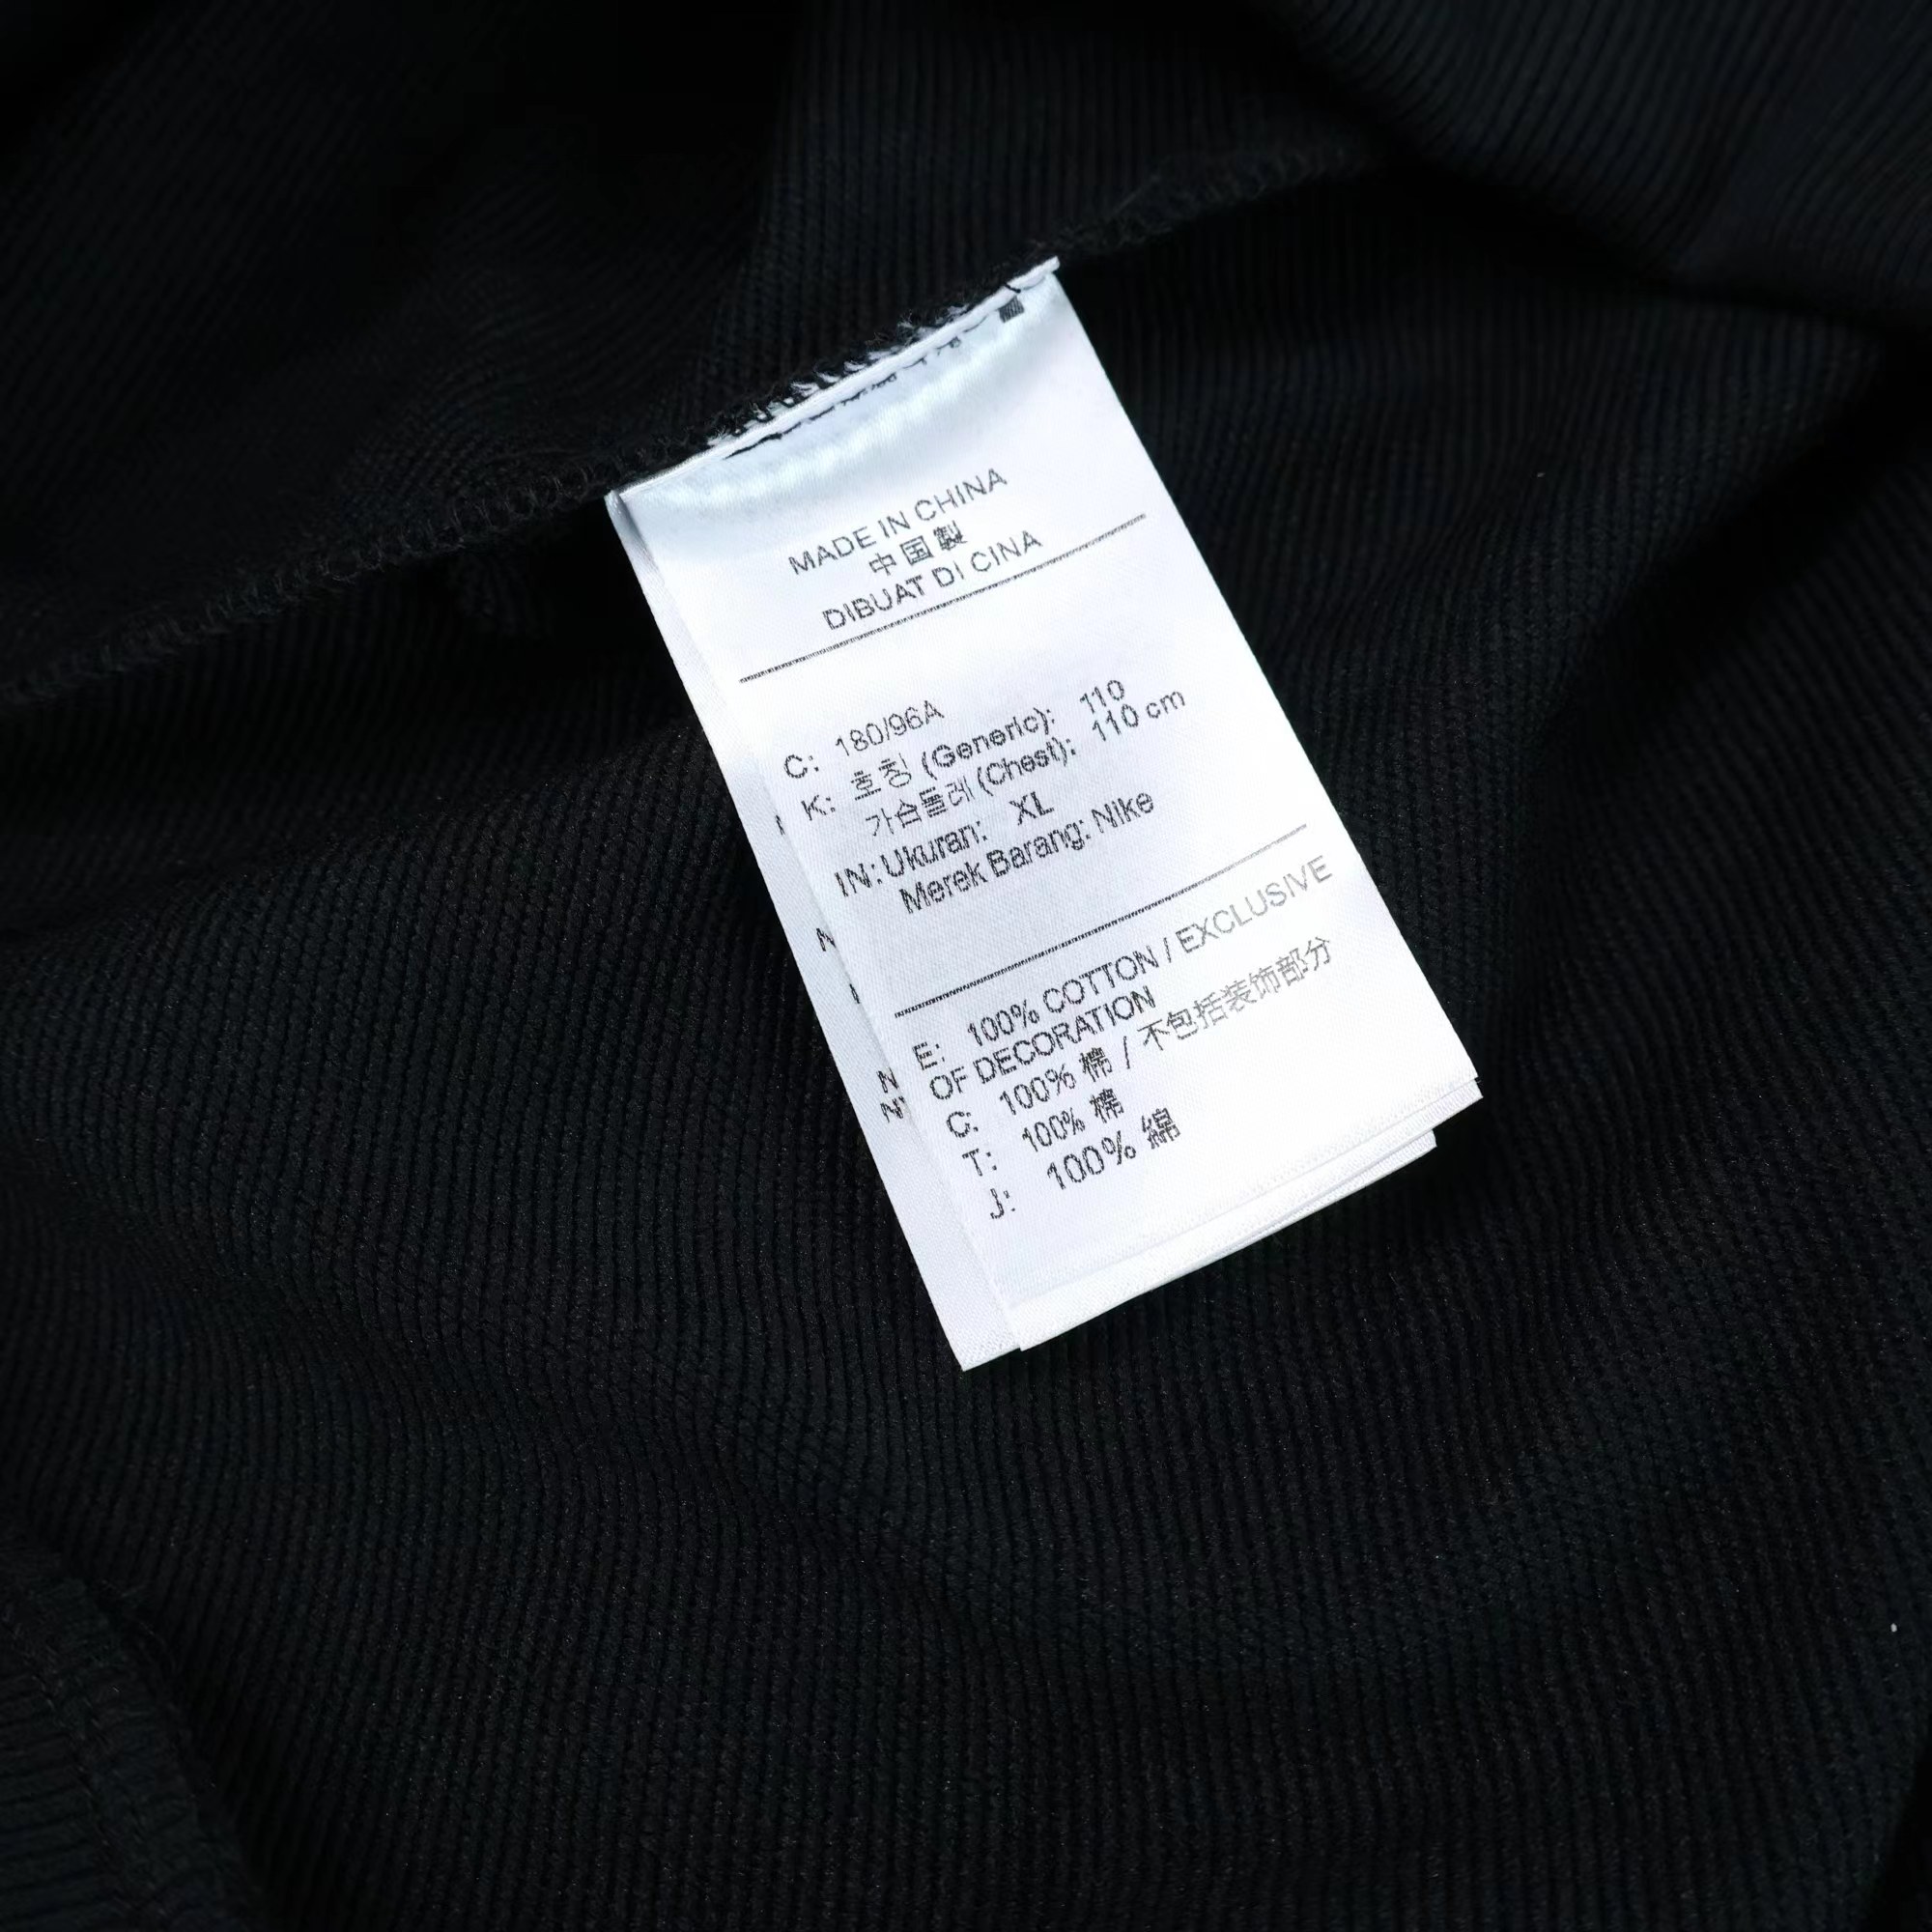 MADE IN CHINA
中国製
DIBUAT DI CINA
C: 180/96A
K: 호칭 (Generic): 110
가슴둘레 (Chest): 110 cm
IN: Ukuran: XL
Merek Barang: Nike
E: 100% COTTON / EXCLUSIVE
OF DECORATION
C: 100% 棉 / 不包括装饰部分
T: 100% 棉
J: 100% 綿